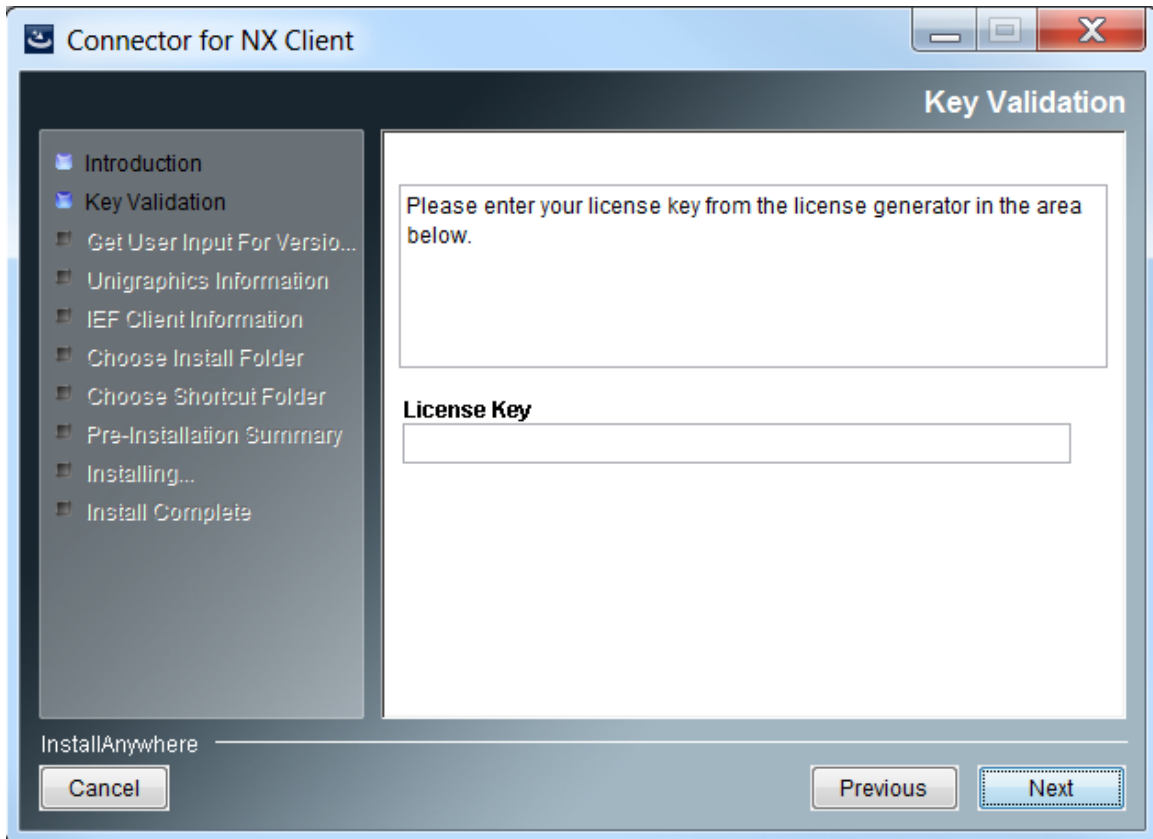 Connector for NX Client
Key Validation
Introduction
Key Validation
Get User Input For Versio...
Unigraphics Information
IEF Client Information
Choose Install Folder
Choose Shortcut Folder
Pre-Installation Summary
Installing...
Install Complete
Please enter your license key from the license generator in the area
below.
License Key
InstallAnywhere
Cancel
Previous
Next